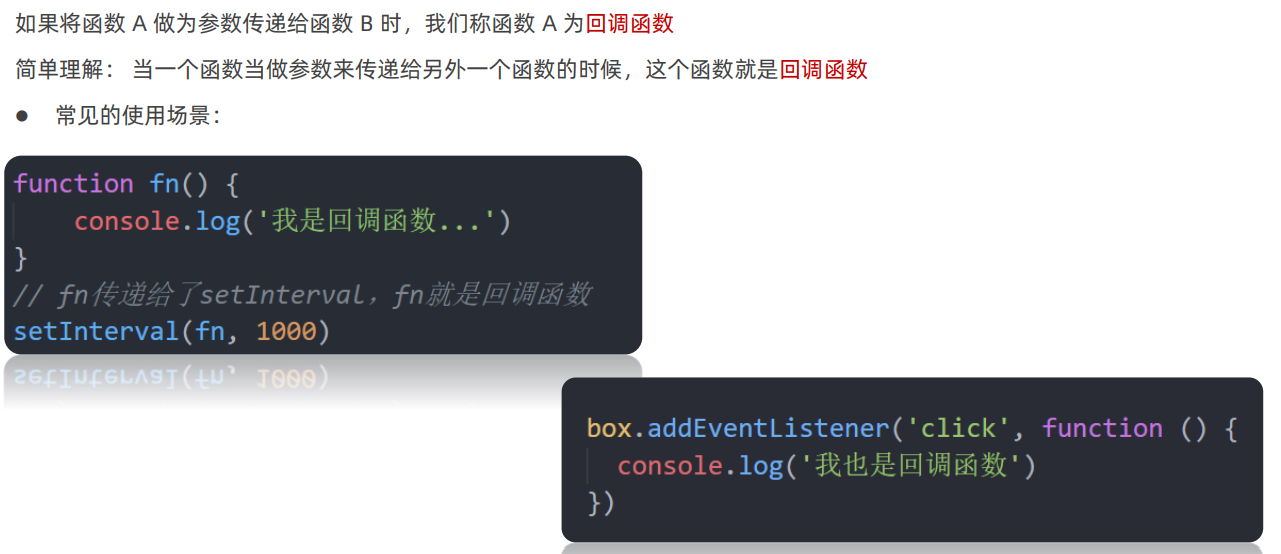 如果将函数 A 做为参数传递给函数 B 时，我们称函数 A 为回调函数
简单理解： 当一个函数当做参数来传递给另外一个函数的时候，这个函数就是回调函数
● 常见的使用场景：
function fn() {
    console.log('我是回调函数...')
}
// fn传递给了setInterval，fn就是回调函数
setInterval(fn, 1000)
box.addEventListener('click', function () {
  console.log('我也是回调函数')
})